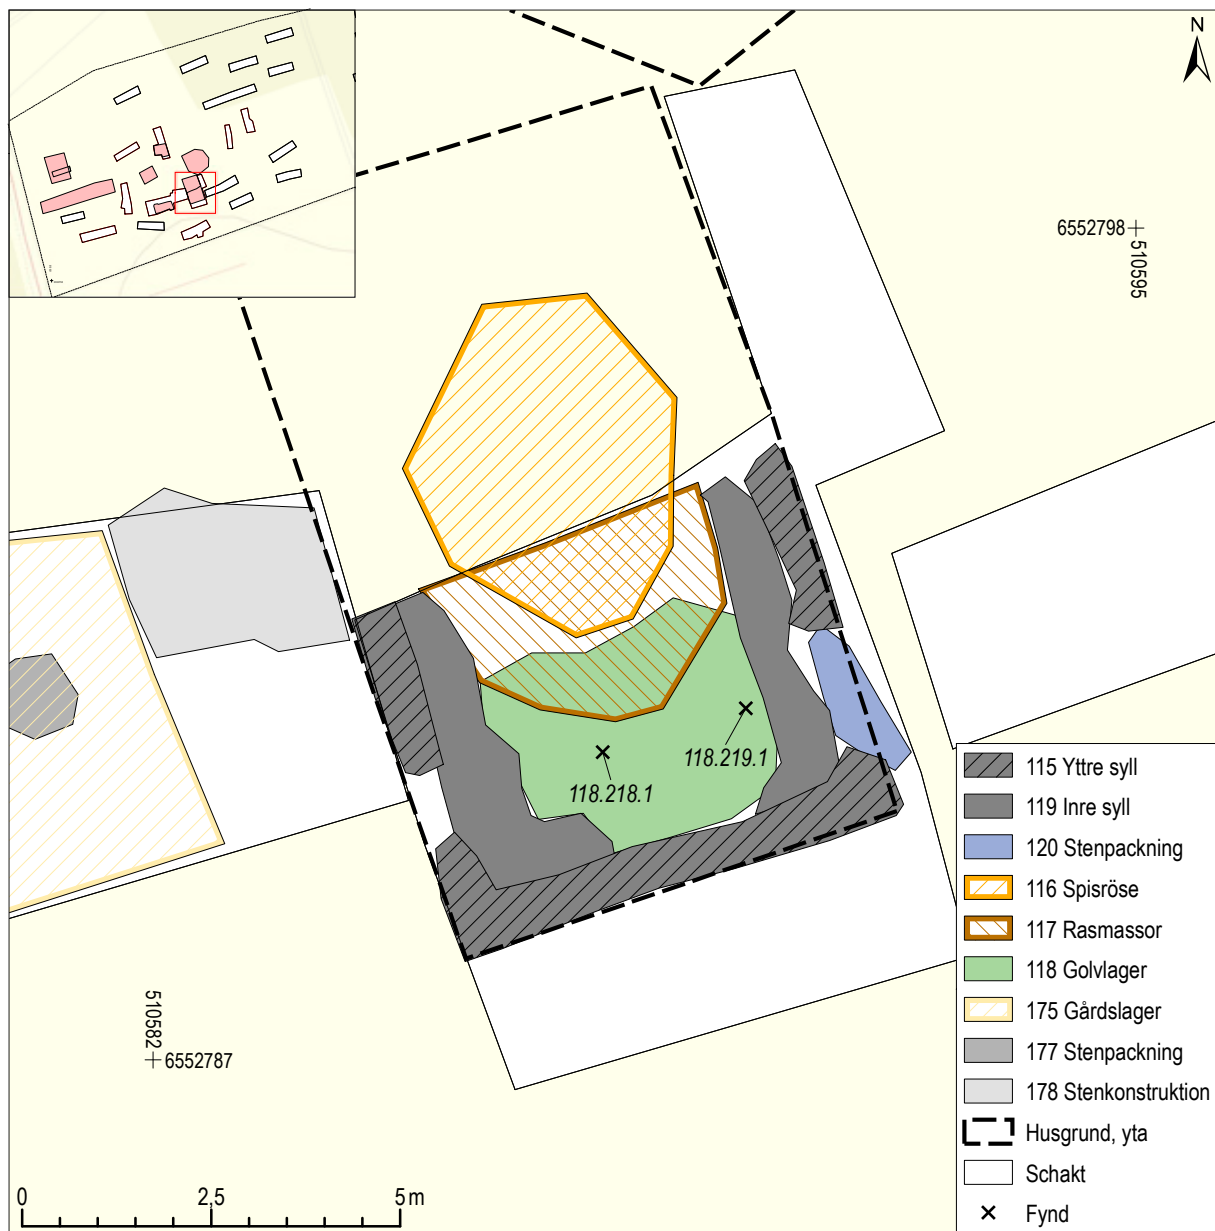 N
6552798
510595
118.219.1
118.218.1
510582
6552787
115 Yttre syll
119 Inre syll
120 Stenpackning
116 Spisröse
117 Rasmassor
118 Golvlager
175 Gårdslager
177 Stenpackning
178 Stenkonstruktion
Husgrund, yta
Schakt
Fynd
0 2,5 5 m